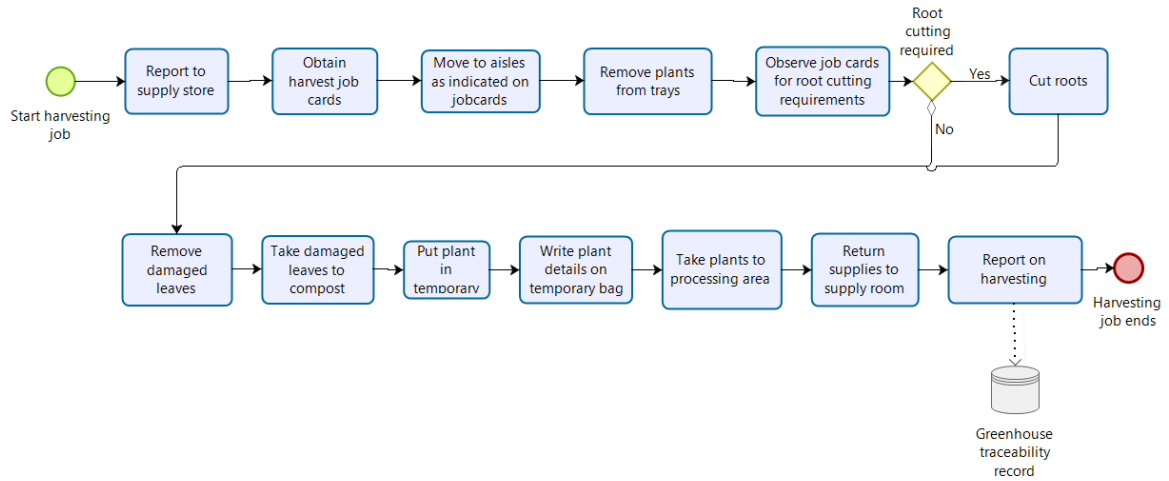 Start harvesting
job
Report to
supply store
Obtain
harvest job
cards
Move to aisles
as indicated on
jobcards
Remove plants
from trays
Observe job cards
for root cutting
requirements
Root
cutting
required
Yes
No
Cut roots
Remove
damaged
leaves
Take damaged
leaves to
compost
Put plant
in
temporary
Write plant
details on
temporary bag
Take plants to
processing area
Return
supplies to
supply room
Report on
harvesting
Harvesting
job ends
Greenhouse
traceability
record